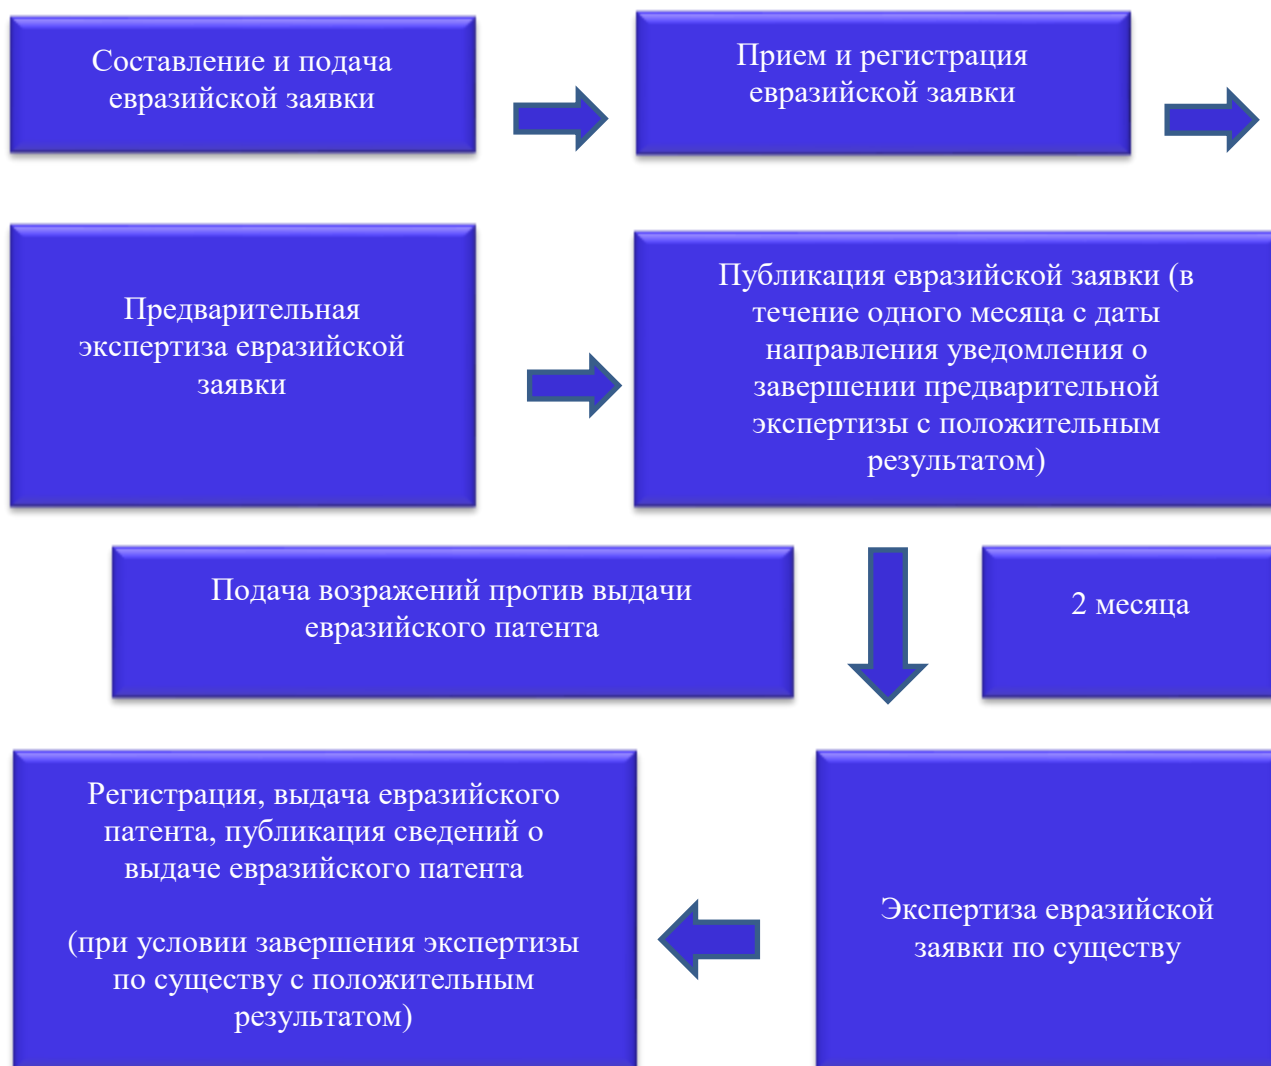 Составление и подача
евразийской заявки
Прием и регистрация
евразийской заявки
Предварительная
экспертиза евразийской
заявки
Публикация евразийской заявки (в
течение одного месяца с даты
направления уведомления о
завершении предварительной
экспертизы с положительным
результатом)
Подача возражений против выдачи
евразийского патента
2 месяца
Регистрация, выдача евразийского
патента, публикация сведений о
выдаче евразийского патента
(при условии завершения экспертизы
по существу с положительным
результатом)
Экспертиза евразийской
заявки по существу